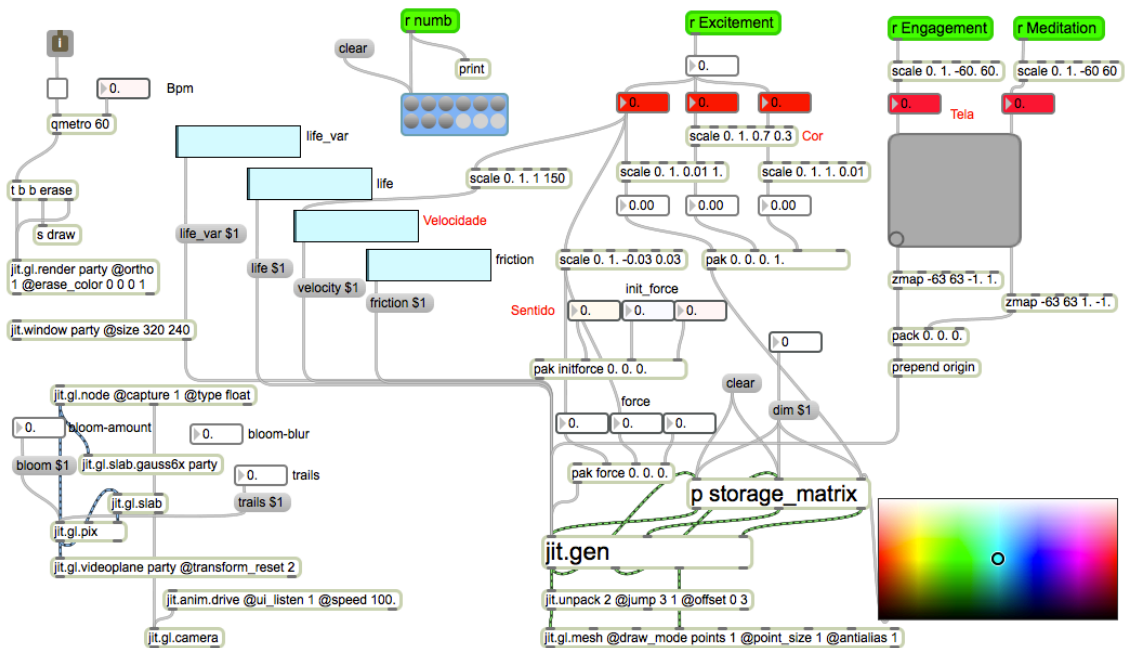 r numb
r Excitement
r Engagement
r Meditation
i
clear
print
0.
Bpm
0.
scale 0. 1. -60. 60.
scale 0. 1. -60 60
qmetro 60
0.
0.
0.
0.
0.
Tela
life_var
scale 0. 1. 0.7 0.3
Cor
life
scale 0. 1. 1 150
scale 0. 1. 0.01 1.
scale 0. 1. 1. 0.01
t b b erase
0.00
0.00
0.00
Velocidade
s draw
life_var $1
friction
scale 0. 1. -0.03 0.03
pak 0. 0. 0. 1.
jit.gl.render party @ortho
1 @erase_color 0 0 0 1
life $1
velocity $1
friction $1
init_force
zmap -63 63 -1. 1.
zmap -63 63 1. -1.
Sentido
0.
0.
0.
jit.window party @size 320 240
0
pack 0. 0. 0.
pak initforce 0. 0. 0.
prepend origin
clear
jit.gl.node @capture 1 @type float
force
dim $1
0.
bloom-amount
0.
bloom-blur
0.
0.
0.
bloom $1
jit.gl.slab.gauss6x party
0.
trails
pak force 0. 0. 0.
jit.gl.slab
trails $1
p storage_matrix
jit.gl.pix
jit.gen
jit.gl.videoplane party @transform_reset 2
jit.anim.drive @ui_listen 1 @speed 100.
jit.unpack 2 @jump 3 1 @offset 0 3
jit.gl.camera
jit.gl.mesh @draw_mode points 1 @point_size 1 @antialias 1